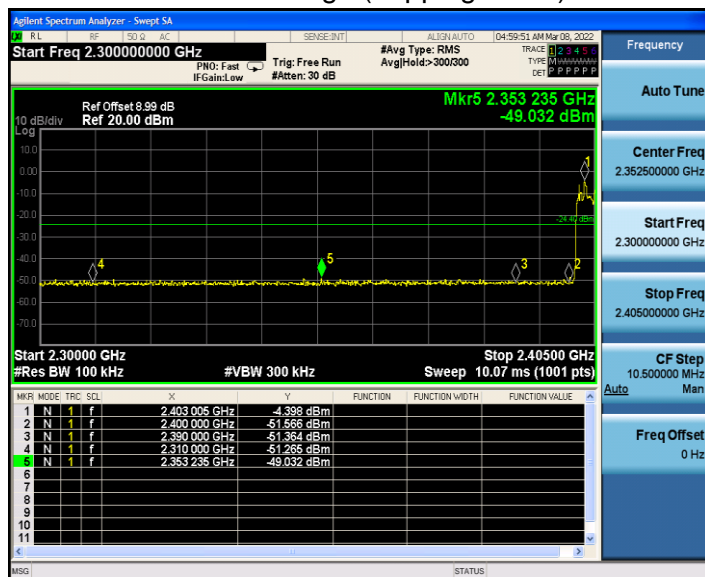 Agilent Spectrum Analyzer - Swept SA
RL RF 50 Ω AC SENSE:INT ALIGN AUTO 04:59:51 AM Mar 08, 2022
Start Freq 2.300000000 GHz
PNO: Fast
IFGain:Low
Trig: Free Run
#Atten: 30 dB
#Avg Type: RMS
Avg|Hold:>300/300
TRACE 1 2 3 4 5 6
TYPE M
DET P P P P P P
Frequency
Auto Tune
Center Freq
2.352500000 GHz
Start Freq
2.300000000 GHz
Stop Freq
2.405000000 GHz
CF Step
10.500000 MHz
Auto Man
Freq Offset
0 Hz
Mkr5 2.353 235 GHz
-49.032 dBm
Ref Offset 8.99 dB
10 dB/div Ref 20.00 dBm
Log
10.0
0.00
-10.0
-20.0
-30.0
-40.0
-50.0
-60.0
-70.0
-24.40 dBm
1
2
3
4
5
Start 2.30000 GHz Stop 2.40500 GHz
#Res BW 100 kHz #VBW 300 kHz Sweep 10.07 ms (1001 pts)
MKR MODE TRC SCL X Y FUNCTION FUNCTION WIDTH FUNCTION VALUE
1 N 1 f 2.403 005 GHz -4.398 dBm
2 N 1 f 2.400 000 GHz -51.566 dBm
3 N 1 f 2.390 000 GHz -51.364 dBm
4 N 1 f 2.310 000 GHz -51.265 dBm
5 N 1 f 2.353 235 GHz -49.032 dBm
6
7
8
9
10
11
MSG STATUS